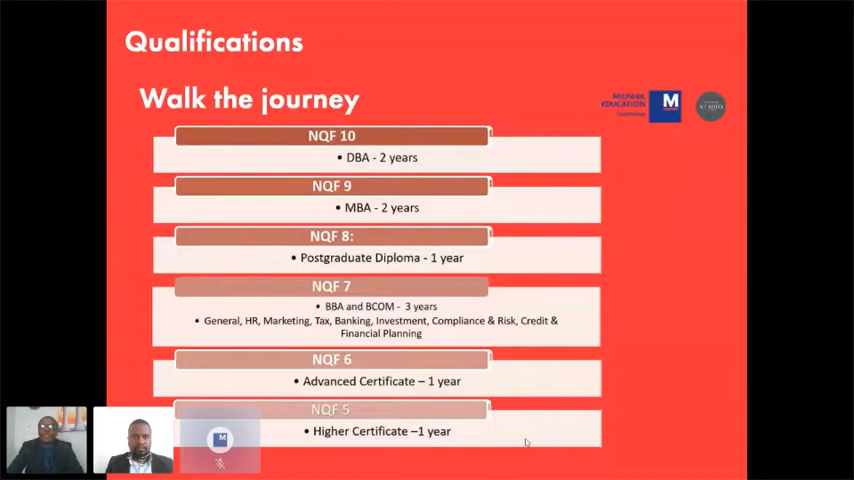 Qualifications
Walk the journey
MILPARK
EDUCATION
M
STADIO
NQF 10
• DBA - 2 years
NQF 9
• MBA - 2 years
NQF 8:
• Postgraduate Diploma - 1 year
NQF 7
• BBA and BCOM - 3 years
• General, HR, Marketing, Tax, Banking, Investment, Compliance & Risk, Credit &
Financial Planning
NQF 6
• Advanced Certificate – 1 year
NQF 5
• Higher Certificate –1 year
M